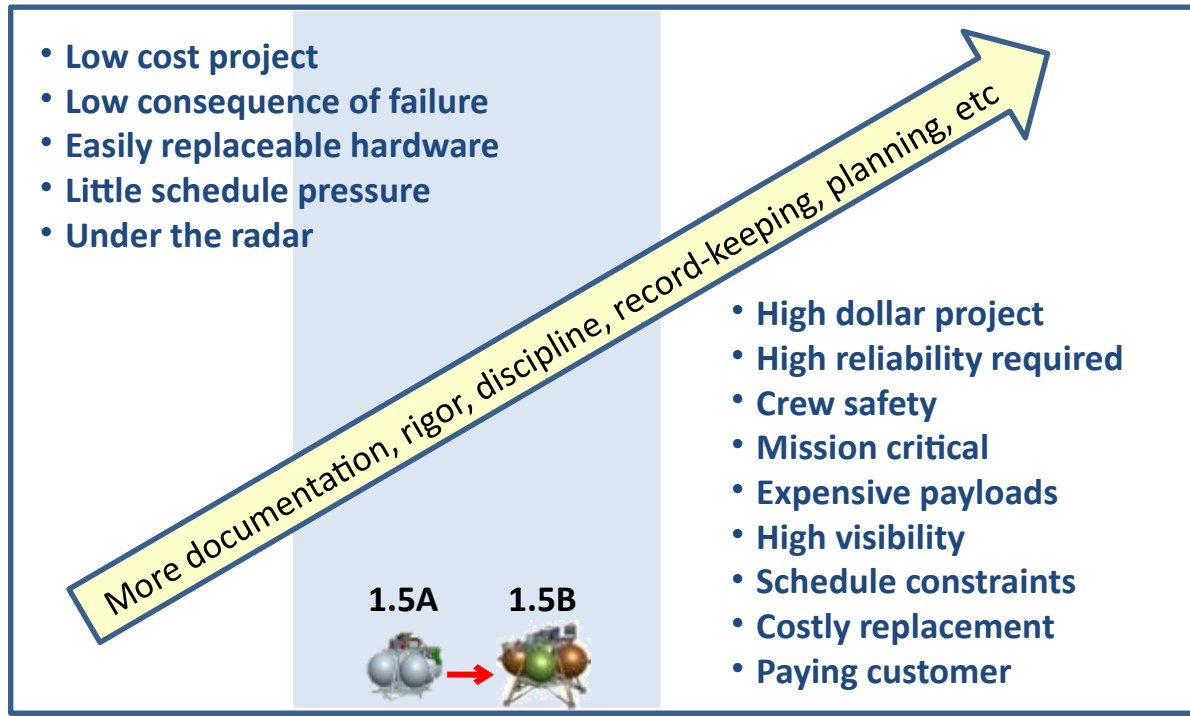 • Low cost project
• Low consequence of failure
• Easily replaceable hardware
• Little schedule pressure
• Under the radar
More documentation, rigor, discipline, record-keeping, planning, etc
• High dollar project
• High reliability required
• Crew safety
• Mission critical
• Expensive payloads
• High visibility
• Schedule constraints
• Costly replacement
• Paying customer
1.5A 1.5B